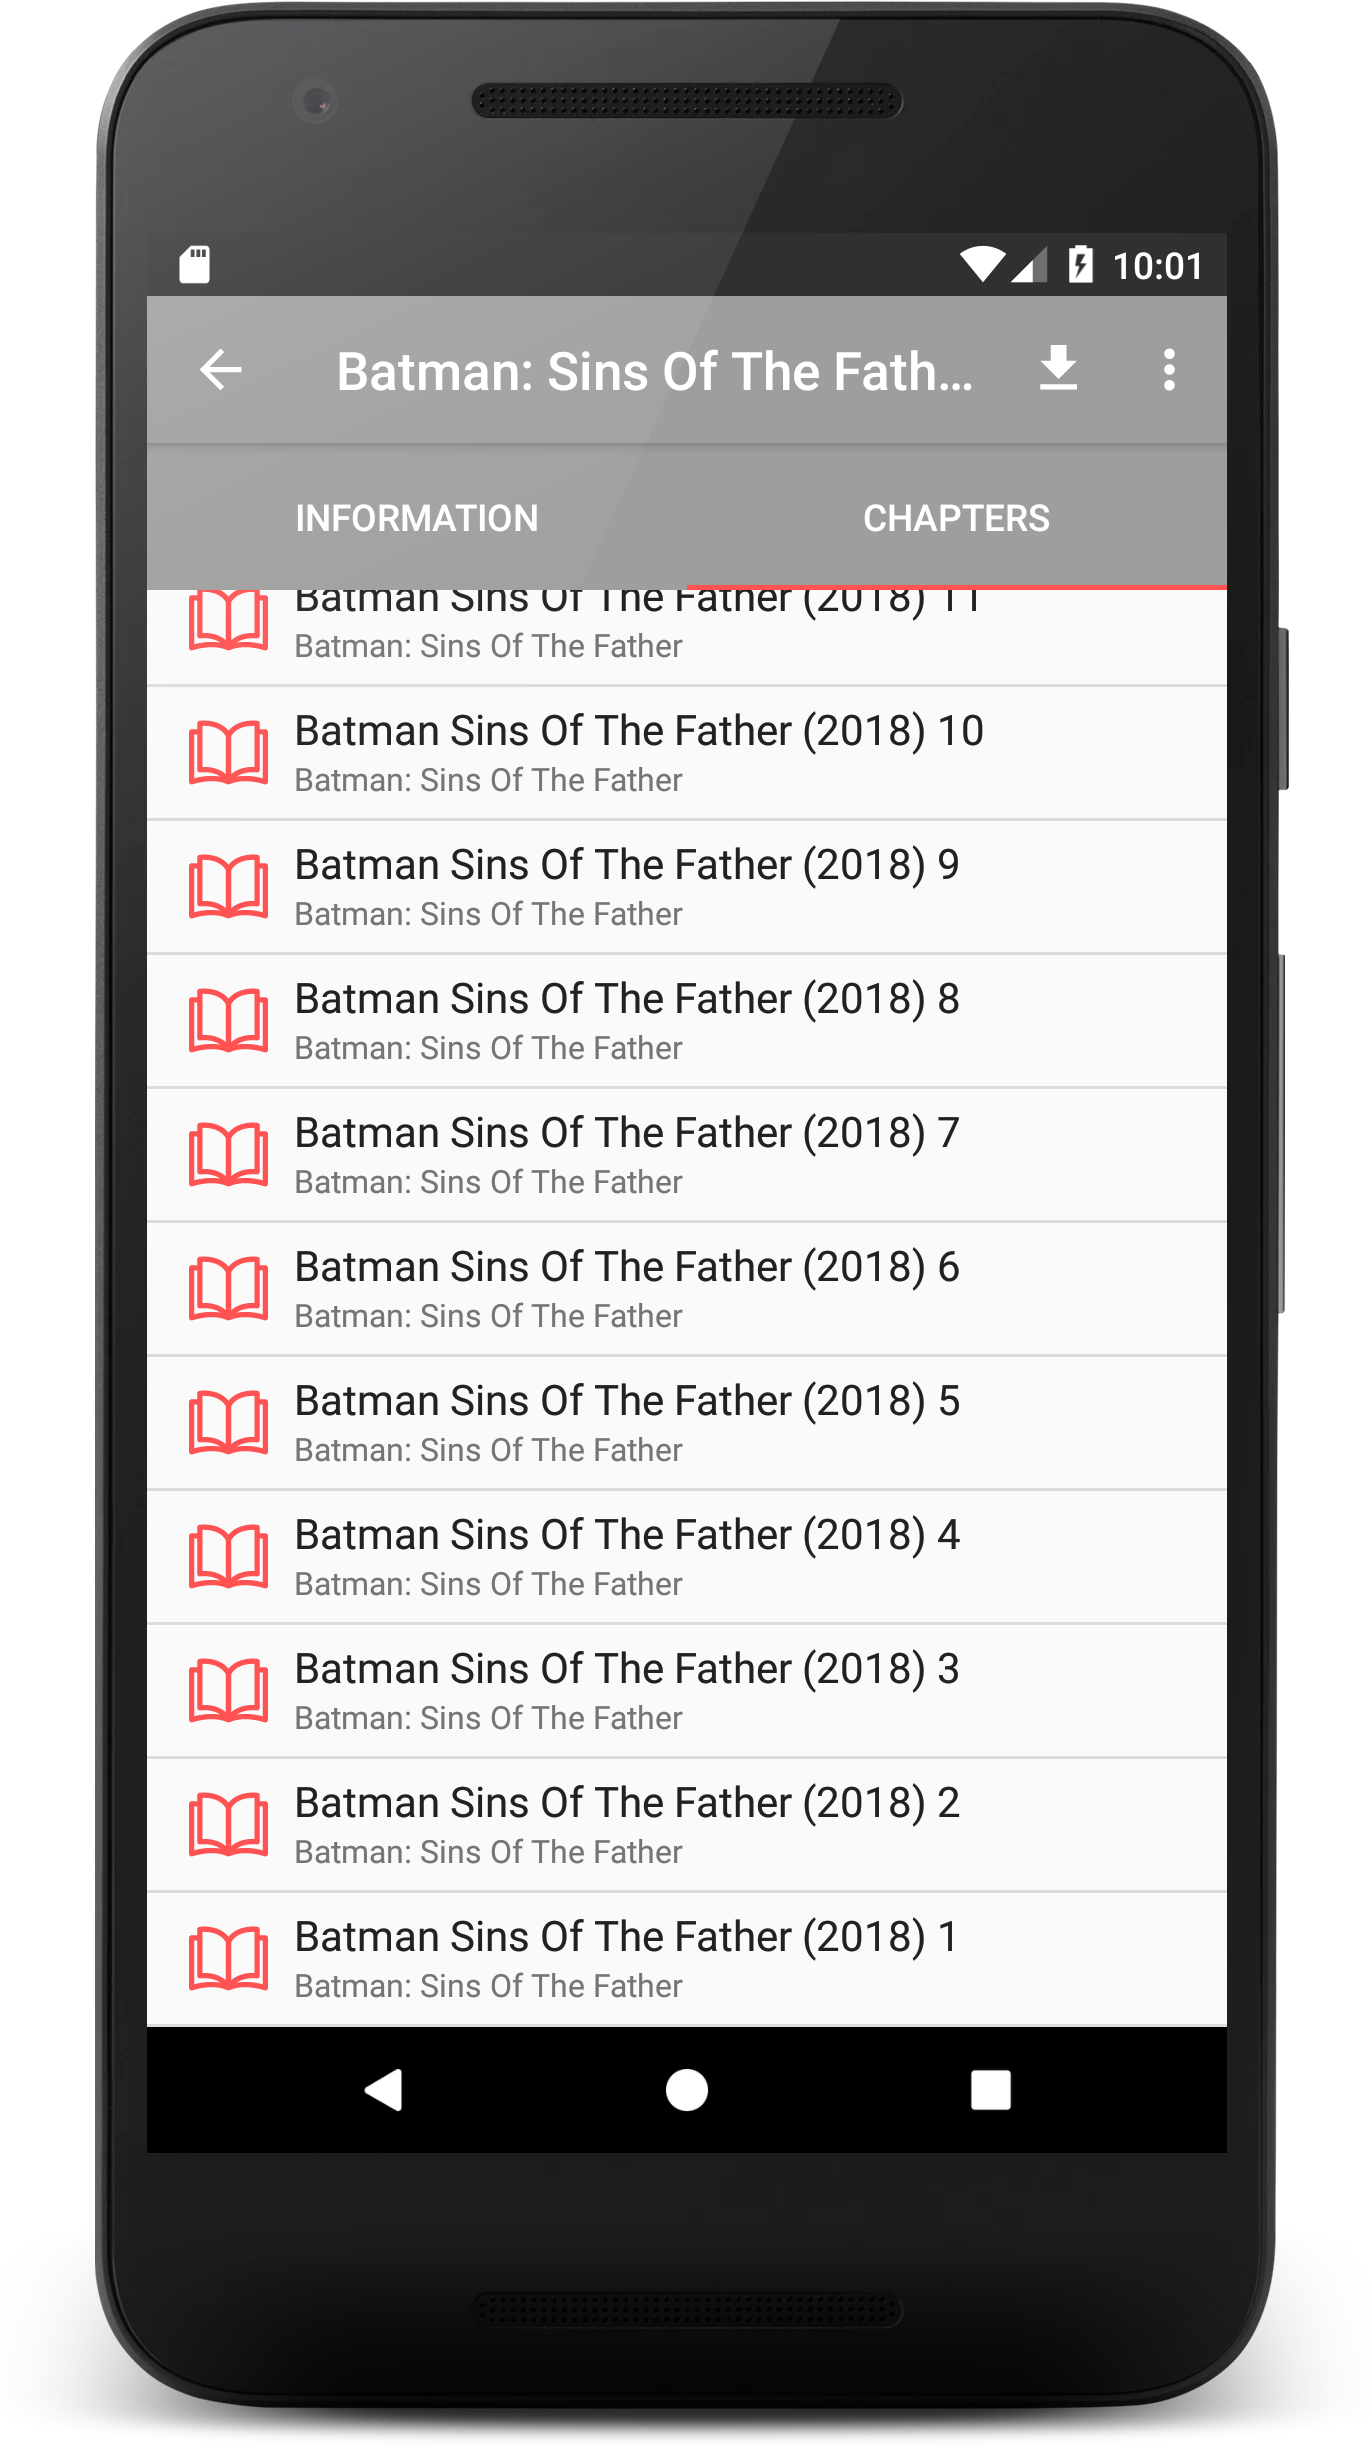 10:01
Batman: Sins Of The Fath...
INFORMATION
CHAPTERS
Batman Sins Of The Father (2018) 11
Batman: Sins Of The Father
Batman Sins Of The Father (2018) 10
Batman: Sins Of The Father
Batman Sins Of The Father (2018) 9
Batman: Sins Of The Father
Batman Sins Of The Father (2018) 8
Batman: Sins Of The Father
Batman Sins Of The Father (2018) 7
Batman: Sins Of The Father
Batman Sins Of The Father (2018) 6
Batman: Sins Of The Father
Batman Sins Of The Father (2018) 5
Batman: Sins Of The Father
Batman Sins Of The Father (2018) 4
Batman: Sins Of The Father
Batman Sins Of The Father (2018) 3
Batman: Sins Of The Father
Batman Sins Of The Father (2018) 2
Batman: Sins Of The Father
Batman Sins Of The Father (2018) 1
Batman: Sins Of The Father